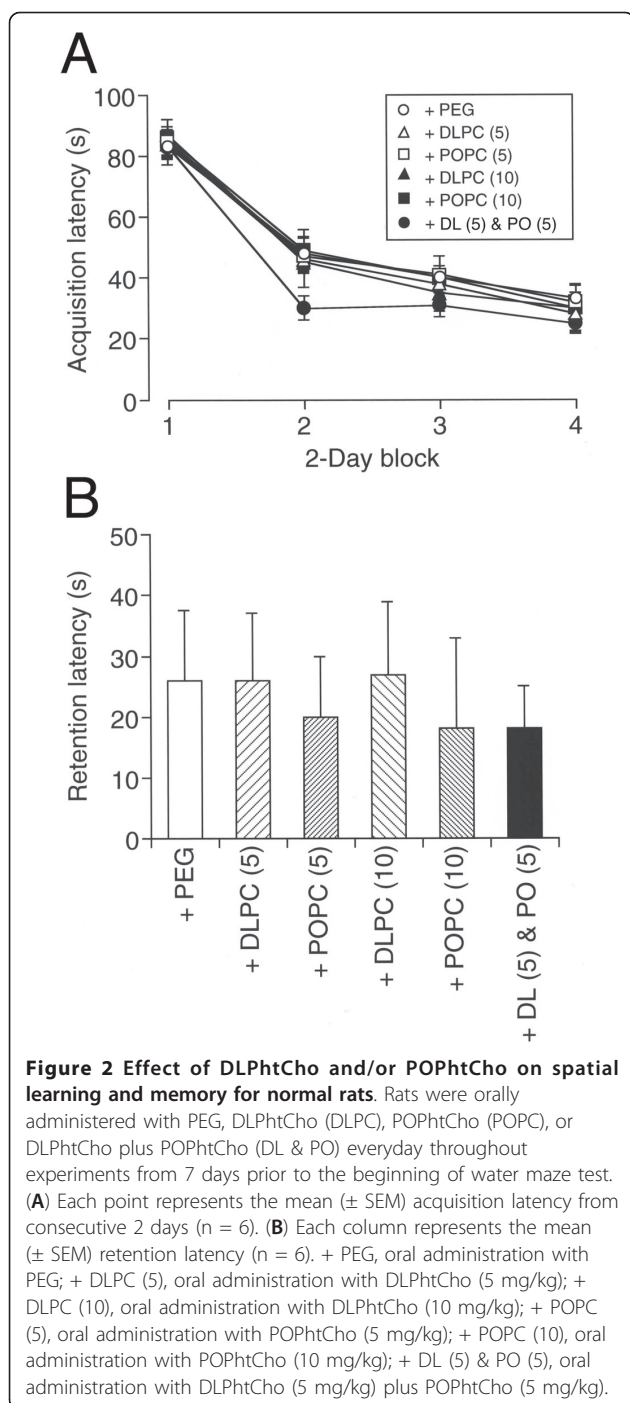 A
Acquisition latency (s)
100
80
60
40
20
0
+ PEG
+ DLPC (5)
+ POPC (5)
+ DLPC (10)
+ POPC (10)
+ DL (5) & PO (5)
1 2 3 4
2-Day block
B
Retention latency (s)
50
40
30
20
10
0
+ PEG
+ DLPC (5)
+ POPC (5)
+ DLPC (10)
+ POPC (10)
+ DL (5) & PO (5)
Figure 2 Effect of DLPhtCho and/or POPhtCho on spatial
learning and memory for normal rats. Rats were orally
administered with PEG, DLPhtCho (DLPC), POPhtCho (POPC), or
DLPhtCho plus POPhtCho (DL & PO) everyday throughout
experiments from 7 days prior to the beginning of water maze test.
(A) Each point represents the mean (± SEM) acquisition latency from
consecutive 2 days (n = 6). (B) Each column represents the mean
(± SEM) retention latency (n = 6). + PEG, oral administration with
PEG; + DLPC (5), oral administration with DLPhtCho (5 mg/kg); +
DLPC (10), oral administration with DLPhtCho (10 mg/kg); + POPC
(5), oral administration with POPhtCho (5 mg/kg); + POPC (10), oral
administration with POPhtCho (10 mg/kg); + DL (5) & PO (5), oral
administration with DLPhtCho (5 mg/kg) plus POPhtCho (5 mg/kg).